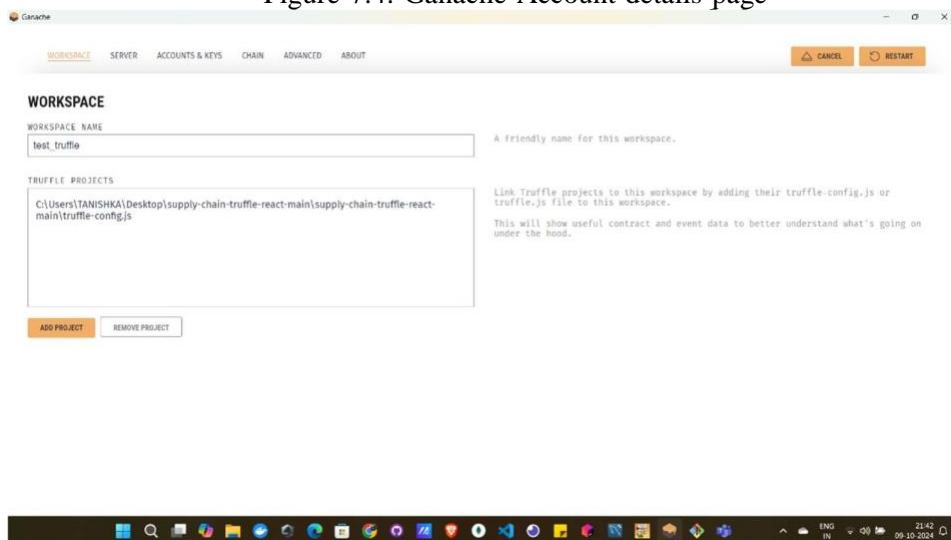 Figure 7.4: Ganache Account details page
Ganache
WORKSPACE SERVER ACCOUNTS & KEYS CHAIN ADVANCED ABOUT
CANCEL RESTART
WORKSPACE
WORKSPACE NAME
test_truffle
A friendly name for this workspace.
TRUFFLE PROJECTS
C:\Users\TANISHKA\Desktop\supply-chain-truffle-react-main\supply-chain-truffle-react-
main\truffle-config.js
Link Truffle projects to this workspace by adding their truffle-config.js or
truffle.js file to this workspace.
This will show useful contract and event data to better understand what's going on
under the hood.
ADD PROJECT REMOVE PROJECT
ENG
IN
21:42
09-10-2024